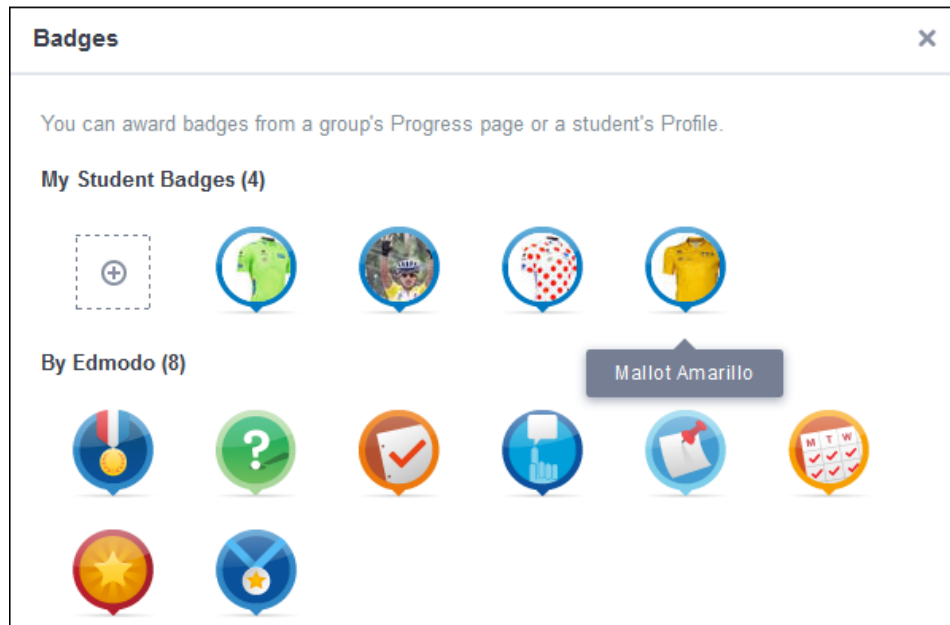 Badges
You can award badges from a group's Progress page or a student's Profile.
My Student Badges (4)
By Edmodo (8)
Mallot Amarillo
?
M T W